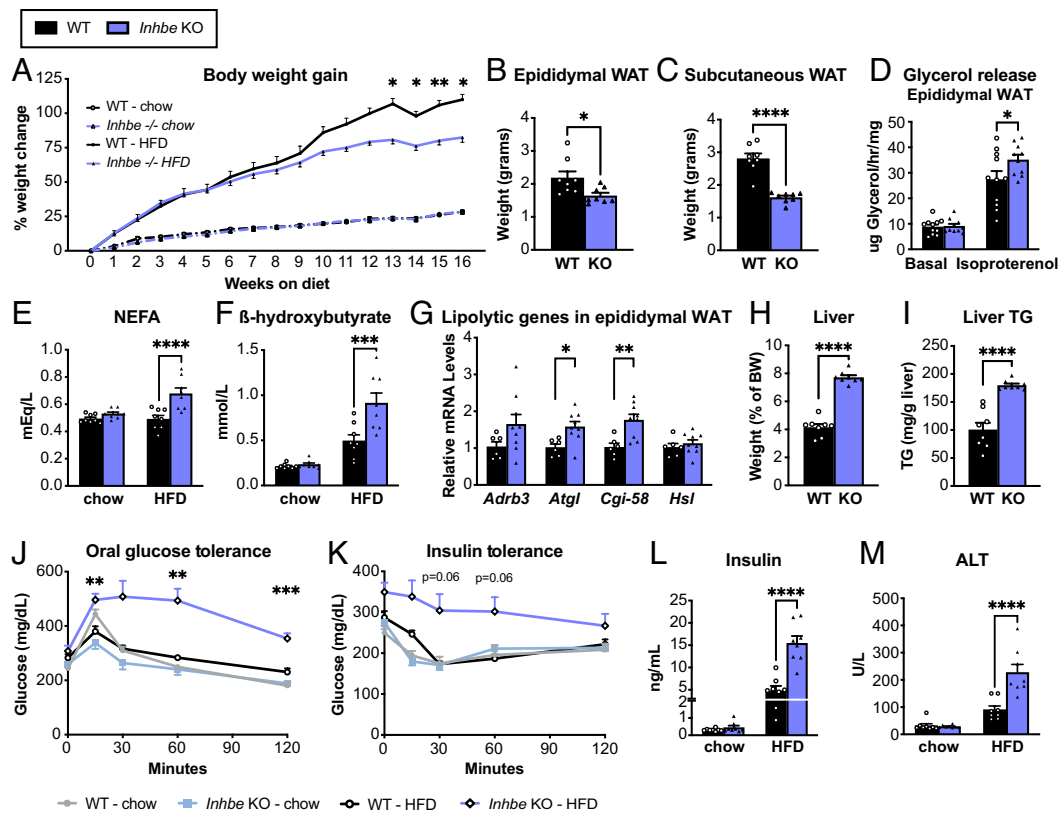 WT Inhbe KO
A Body weight gain
% weight change
125
100
75
50
25
0
WT - chow
Inhbe -/- chow
WT - HFD
Inhbe -/- HFD
* * ** *
0 1 2 3 4 5 6 7 8 9 10 11 12 13 14 15 16
Weeks on diet
B Epididymal WAT
Weight (grams)
5
4
3
2
1
0
*
WT KO
C Subcutaneous WAT
Weight (grams)
4
3
2
1
0
****
WT KO
D Glycerol release
Epididymal WAT
ug Glycerol/hr/mg
60
50
40
30
20
10
0
*
Basal Isoproterenol
E NEFA
mEq/L
1.0
0.8
0.6
0.4
0.2
0.0
****
chow HFD
F ß-hydroxybutyrate
mmol/L
1.5
1.0
0.5
0.0
***
chow HFD
G Lipolytic genes in epididymal WAT
Relative mRNA Levels
4
3
2
1
0
* **
Adrb3 Atgl Cgi-58 Hsl
H Liver
Weight (% of BW)
10
8
6
4
2
0
****
WT KO
I Liver TG
TG (mg/g liver)
250
200
150
100
50
0
****
WT KO
J Oral glucose tolerance
Glucose (mg/dL)
600
400
200
0
** ** ***
0 30 60 90 120
Minutes
K Insulin tolerance
Glucose (mg/dL)
400
300
200
100
0
p=0.06 p=0.06
0 30 60 90 120
Minutes
L Insulin
ng/mL
25
20
15
10
5
2
1
0
****
chow HFD
M ALT
U/L
500
400
300
200
100
0
****
chow HFD
WT - chow Inhbe KO - chow WT - HFD Inhbe KO - HFD